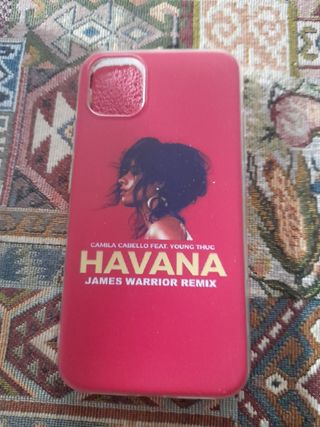 CAMILA CABELLO FEAT. YOUNG THUG
HAVANA
JAMES WARRIOR REMIX